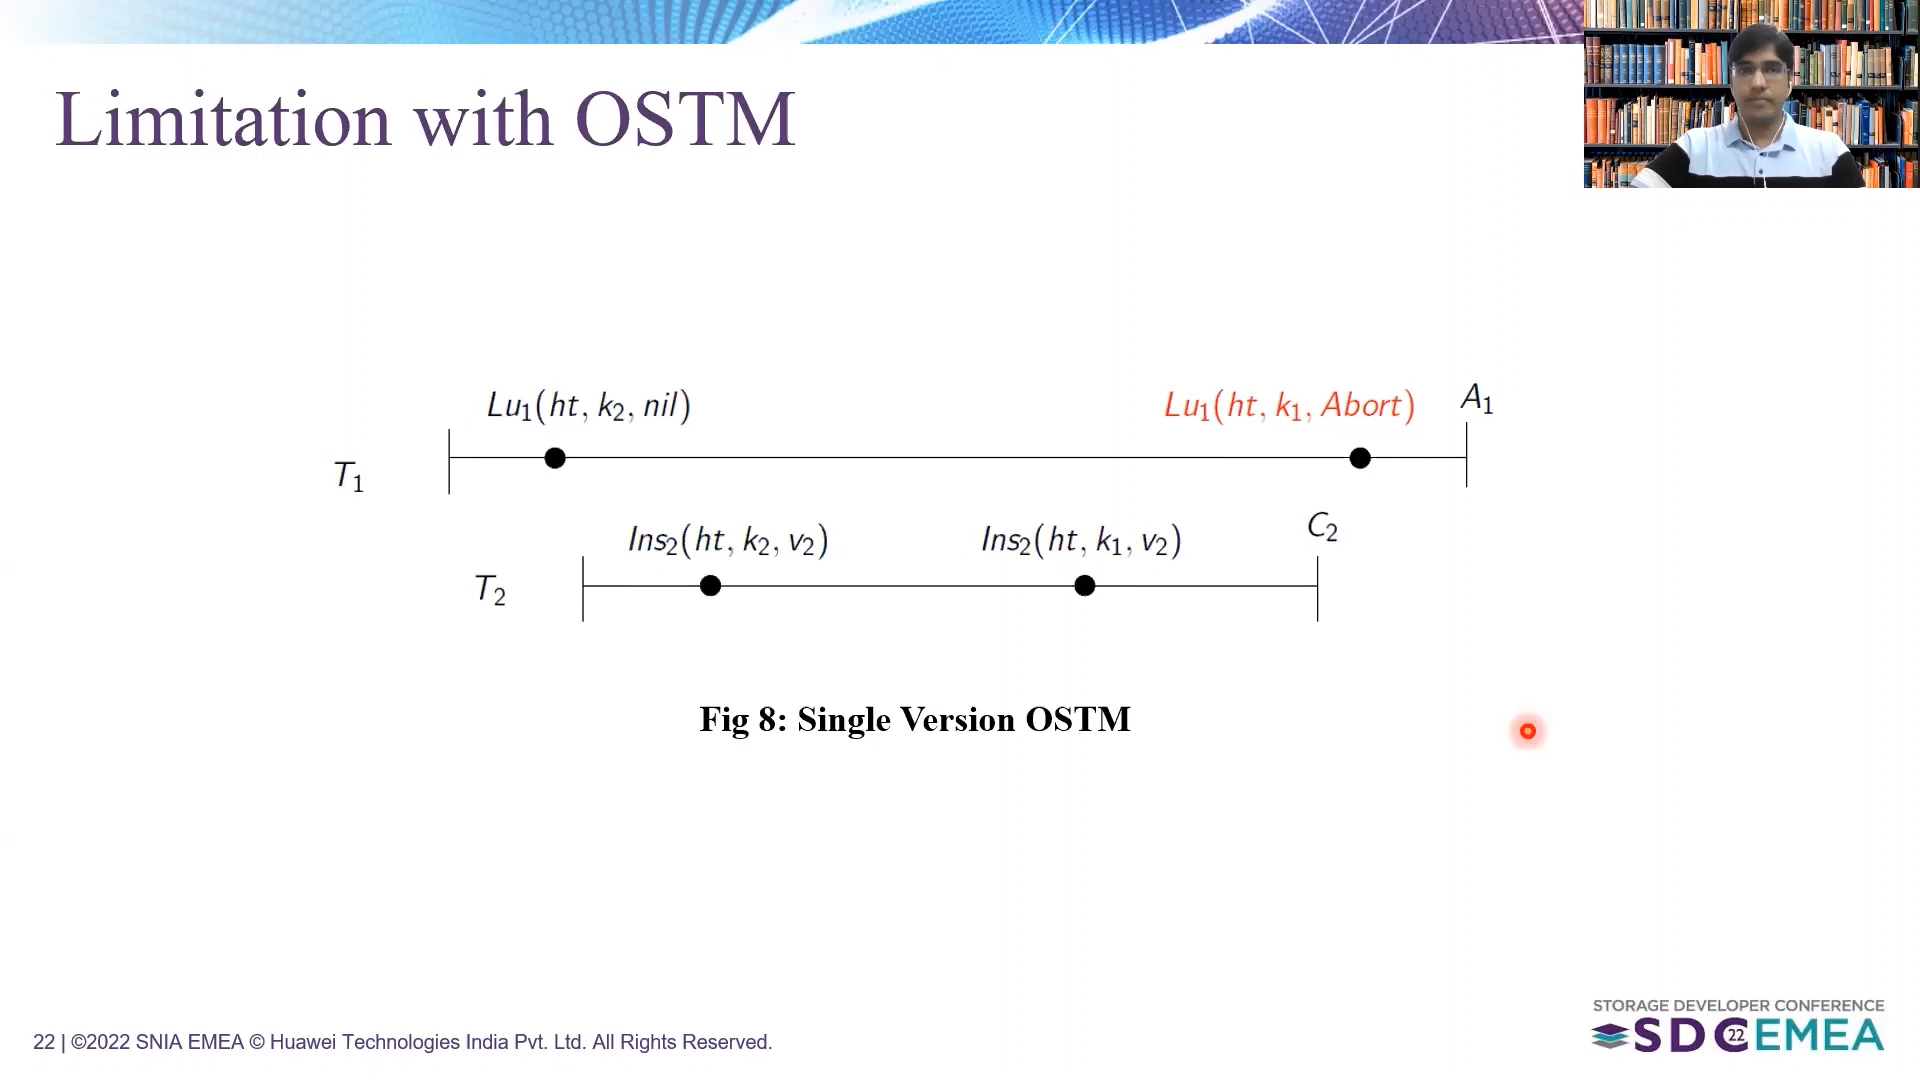 Limitation with OSTM
Lu₁(ht, k₂, nil)
Lu₁(ht, k₁, Abort)
A₁
T₁
Ins₂(ht, k₂, v₂)
Ins₂(ht, k₁, v₂)
C₂
T₂
Fig 8: Single Version OSTM
STORAGE DEVELOPER CONFERENCE
SDC22EMEA
22 | ©2022 SNIA EMEA © Huawei Technologies India Pvt. Ltd. All Rights Reserved.